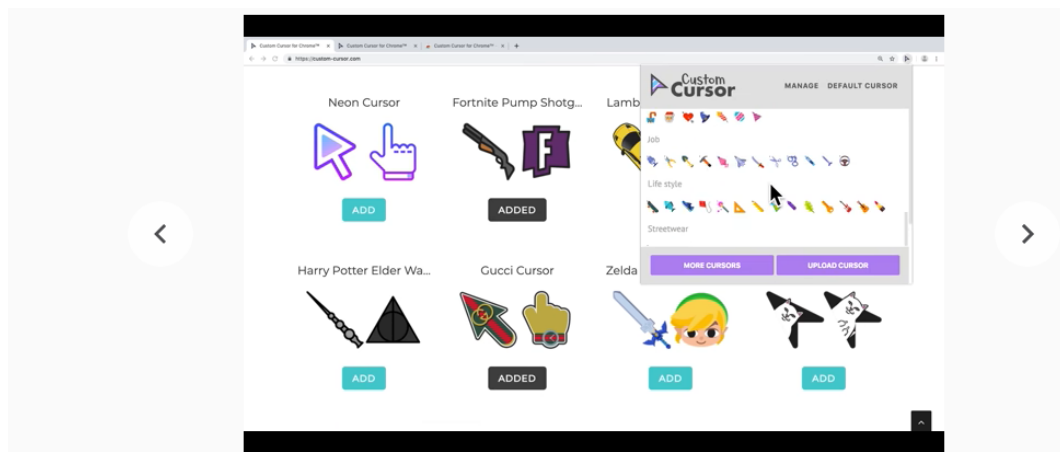 Custom Cursor for Chrome™ × Custom Cursor for Chrome™ × Custom Cursor for Chrome™ × +
https://custom-cursor.com
Custom
Cursor
MANAGE DEFAULT CURSOR
Neon Cursor
Fortnite Pump Shotg...
Lamb
Job
Life style
ADD
ADDED
Streetwear
MORE CURSORS
UPLOAD CURSOR
Harry Potter Elder Wa...
Gucci Cursor
Zelda
ADD
ADDED
ADD
ADD